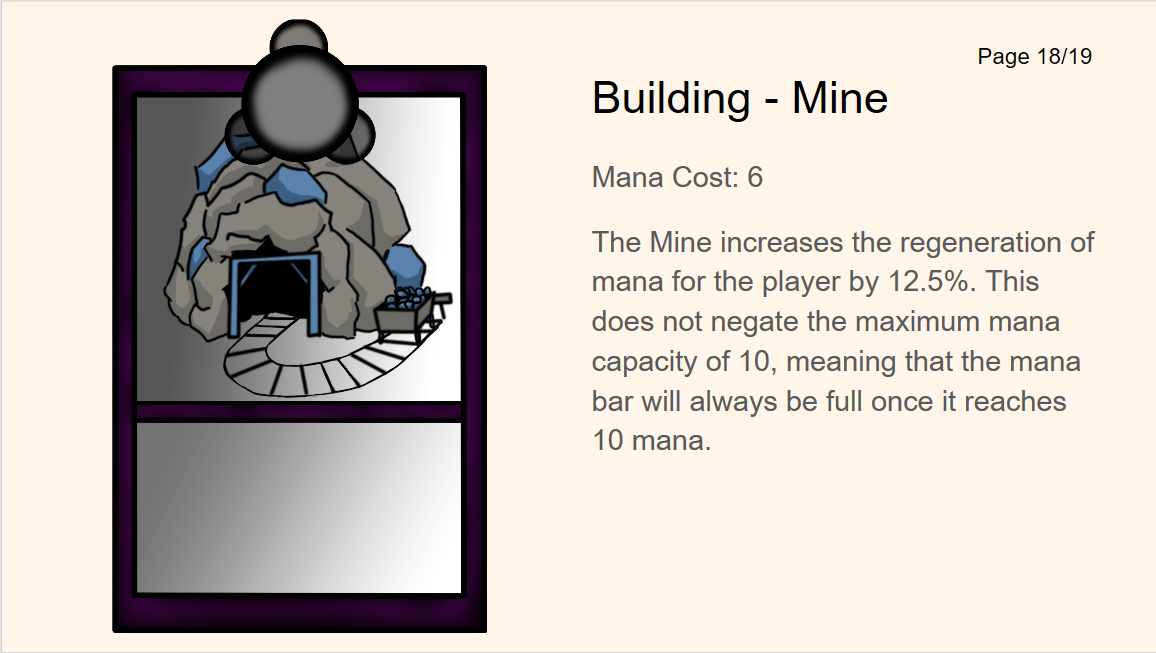 Page 18/19
Building - Mine
Mana Cost: 6
The Mine increases the regeneration of
mana for the player by 12.5%. This
does not negate the maximum mana
capacity of 10, meaning that the mana
bar will always be full once it reaches
10 mana.